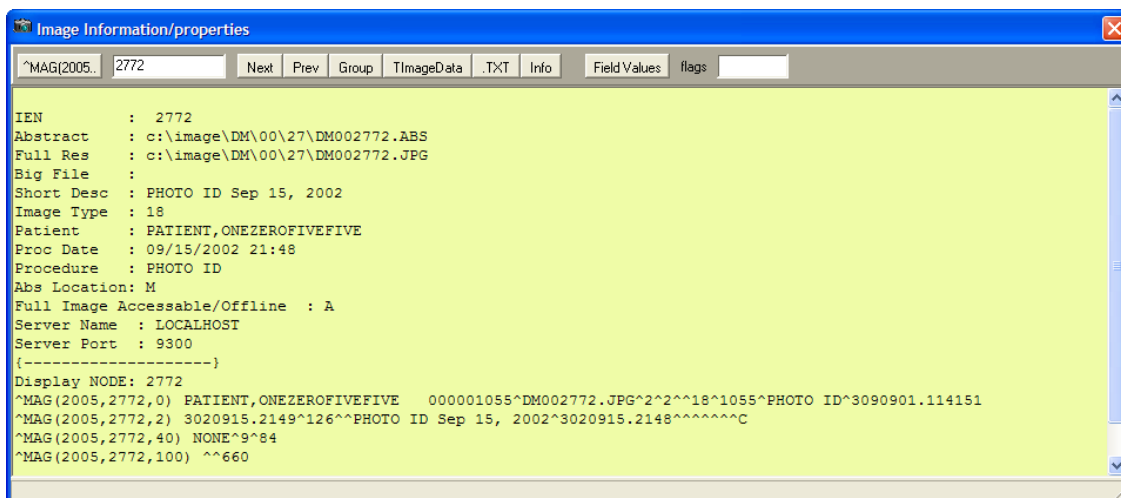 Image Information/properties
^MAG(2005.. 2772 Next Prev Group TImageData .TXT Info Field Values flags
IEN : 2772
Abstract : c:\image\DM\00\27\DM002772.ABS
Full Res : c:\image\DM\00\27\DM002772.JPG
Big File :
Short Desc : PHOTO ID Sep 15, 2002
Image Type : 18
Patient : PATIENT,ONEZEROFIVEFIVE
Proc Date : 09/15/2002 21:48
Procedure : PHOTO ID
Abs Location: M
Full Image Accessable/Offline : A
Server Name : LOCALHOST
Server Port : 9300
{--------------------}
Display NODE: 2772
^MAG(2005,2772,0) PATIENT,ONEZEROFIVEFIVE 000001055^DM002772.JPG^2^2^^18^1055^PHOTO ID^3090901.114151
^MAG(2005,2772,2) 3020915.2149^126^^PHOTO ID Sep 15, 2002^3020915.2148^^^^^^^C
^MAG(2005,2772,40) NONE^9^84
^MAG(2005,2772,100) ^^660